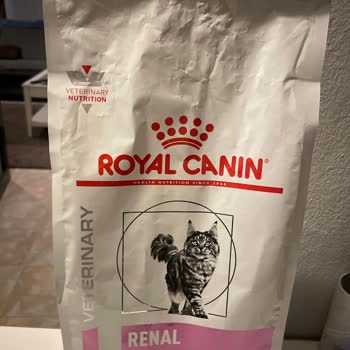 VETERINARY
NUTRITION
ROYAL CANIN®
HEALTH NUTRITION SINCE 1968
VETERINARY
RENAL